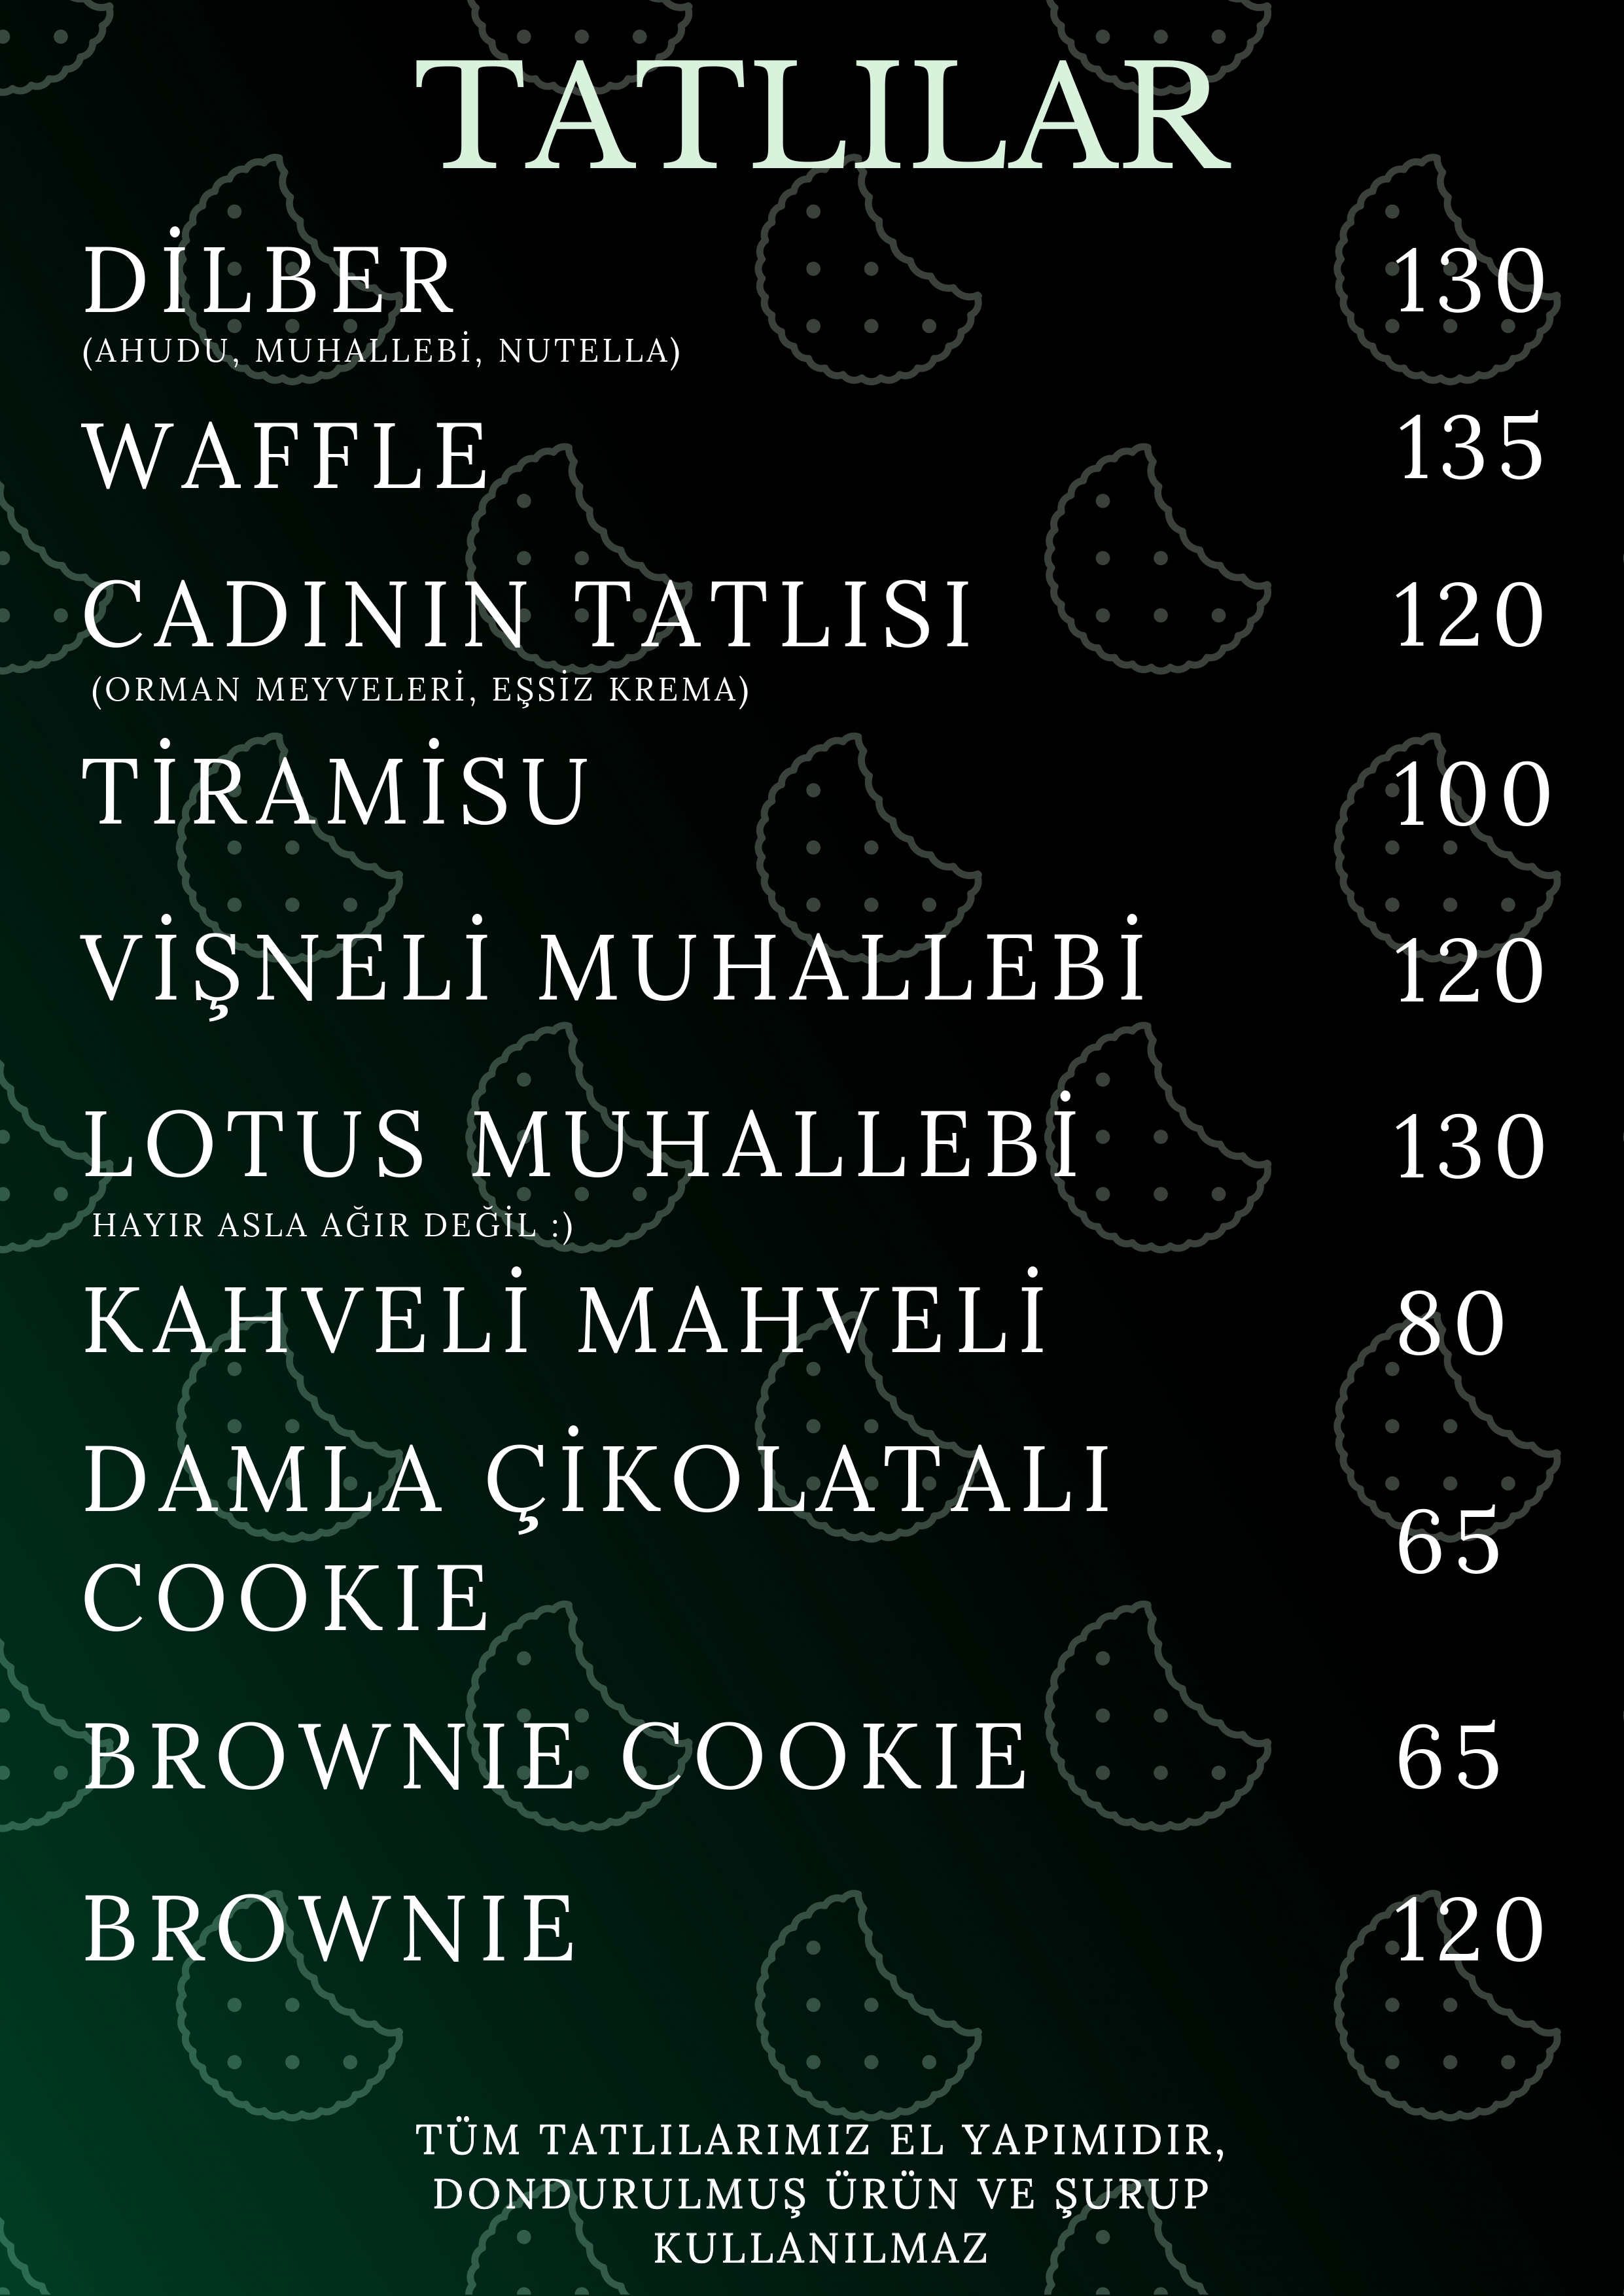 TATLILAR
DİLBER 130
(AHUDU, MUHALLEBİ, NUTELLA)
WAFFLE 135
CADININ TATLISI 120
(ORMAN MEYVELERİ, EŞSİZ KREMA)
TİRAMİSU 100
VİŞNELİ MUHALLEBİ 120
LOTUS MUHALLEBİ 130
HAYIR ASLA AĞIR DEĞİL :)
KAHVELİ MAHVELİ 80
DAMLA ÇİKOLATALI
COOKIE 65
BROWNIE COOKIE 65
BROWNIE 120
TÜM TATLILARIMIZ EL YAPIMIDIR,
DONDURULMUŞ ÜRÜN VE ŞURUP
KULLANILMAZ